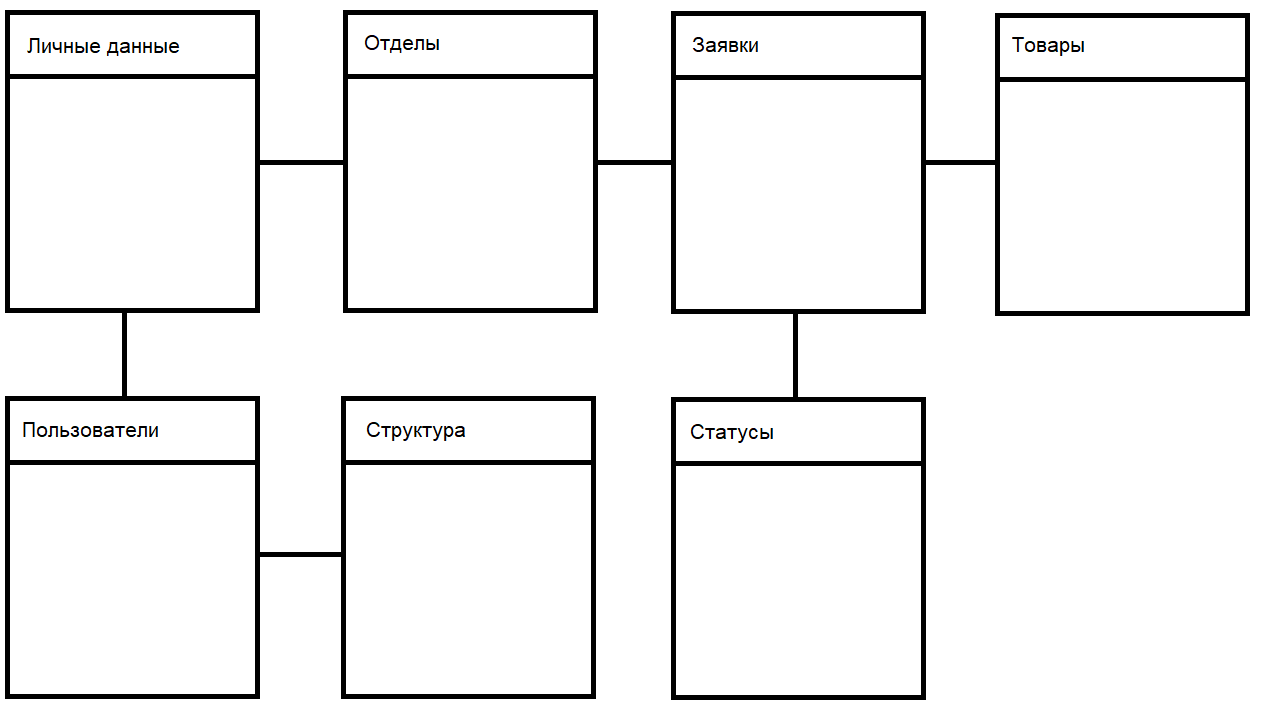 Личные данные
Отделы
Заявки
Товары
Пользователи
Структура
Статусы